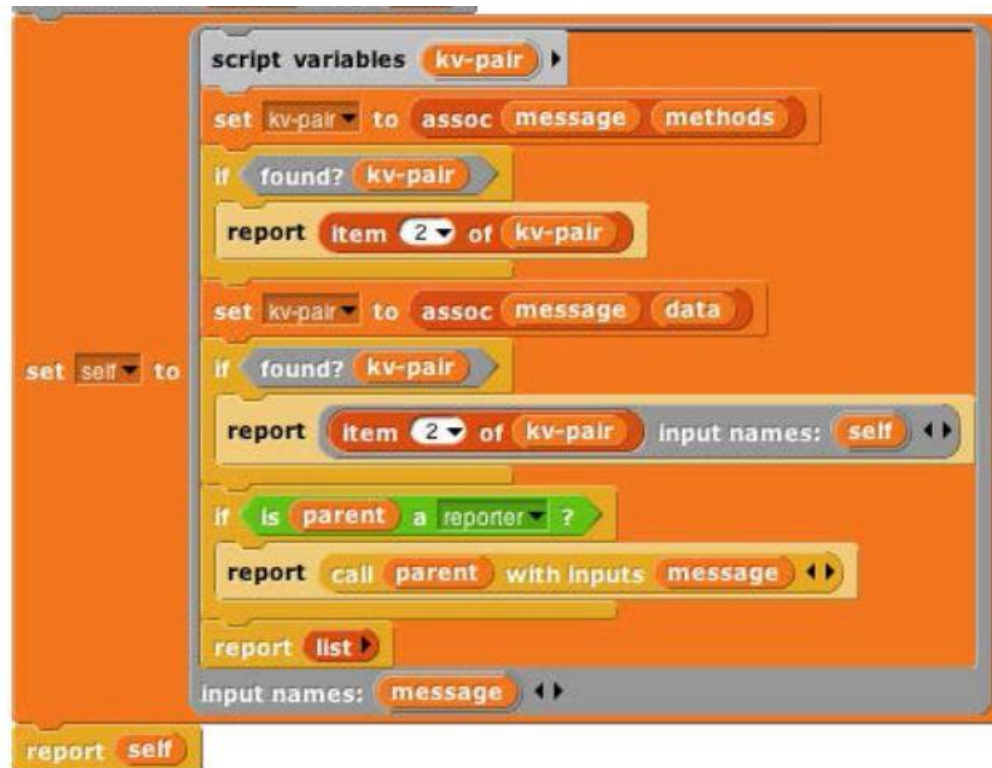 script variables kv-pair
set kv-pair to assoc message methods
if found? kv-pair
report item 2 of kv-pair
set kv-pair to assoc message data
set self to if found? kv-pair
report item 2 of kv-pair input names: self
if is parent a reporter ?
report call parent with inputs message
report list
input names: message
report self